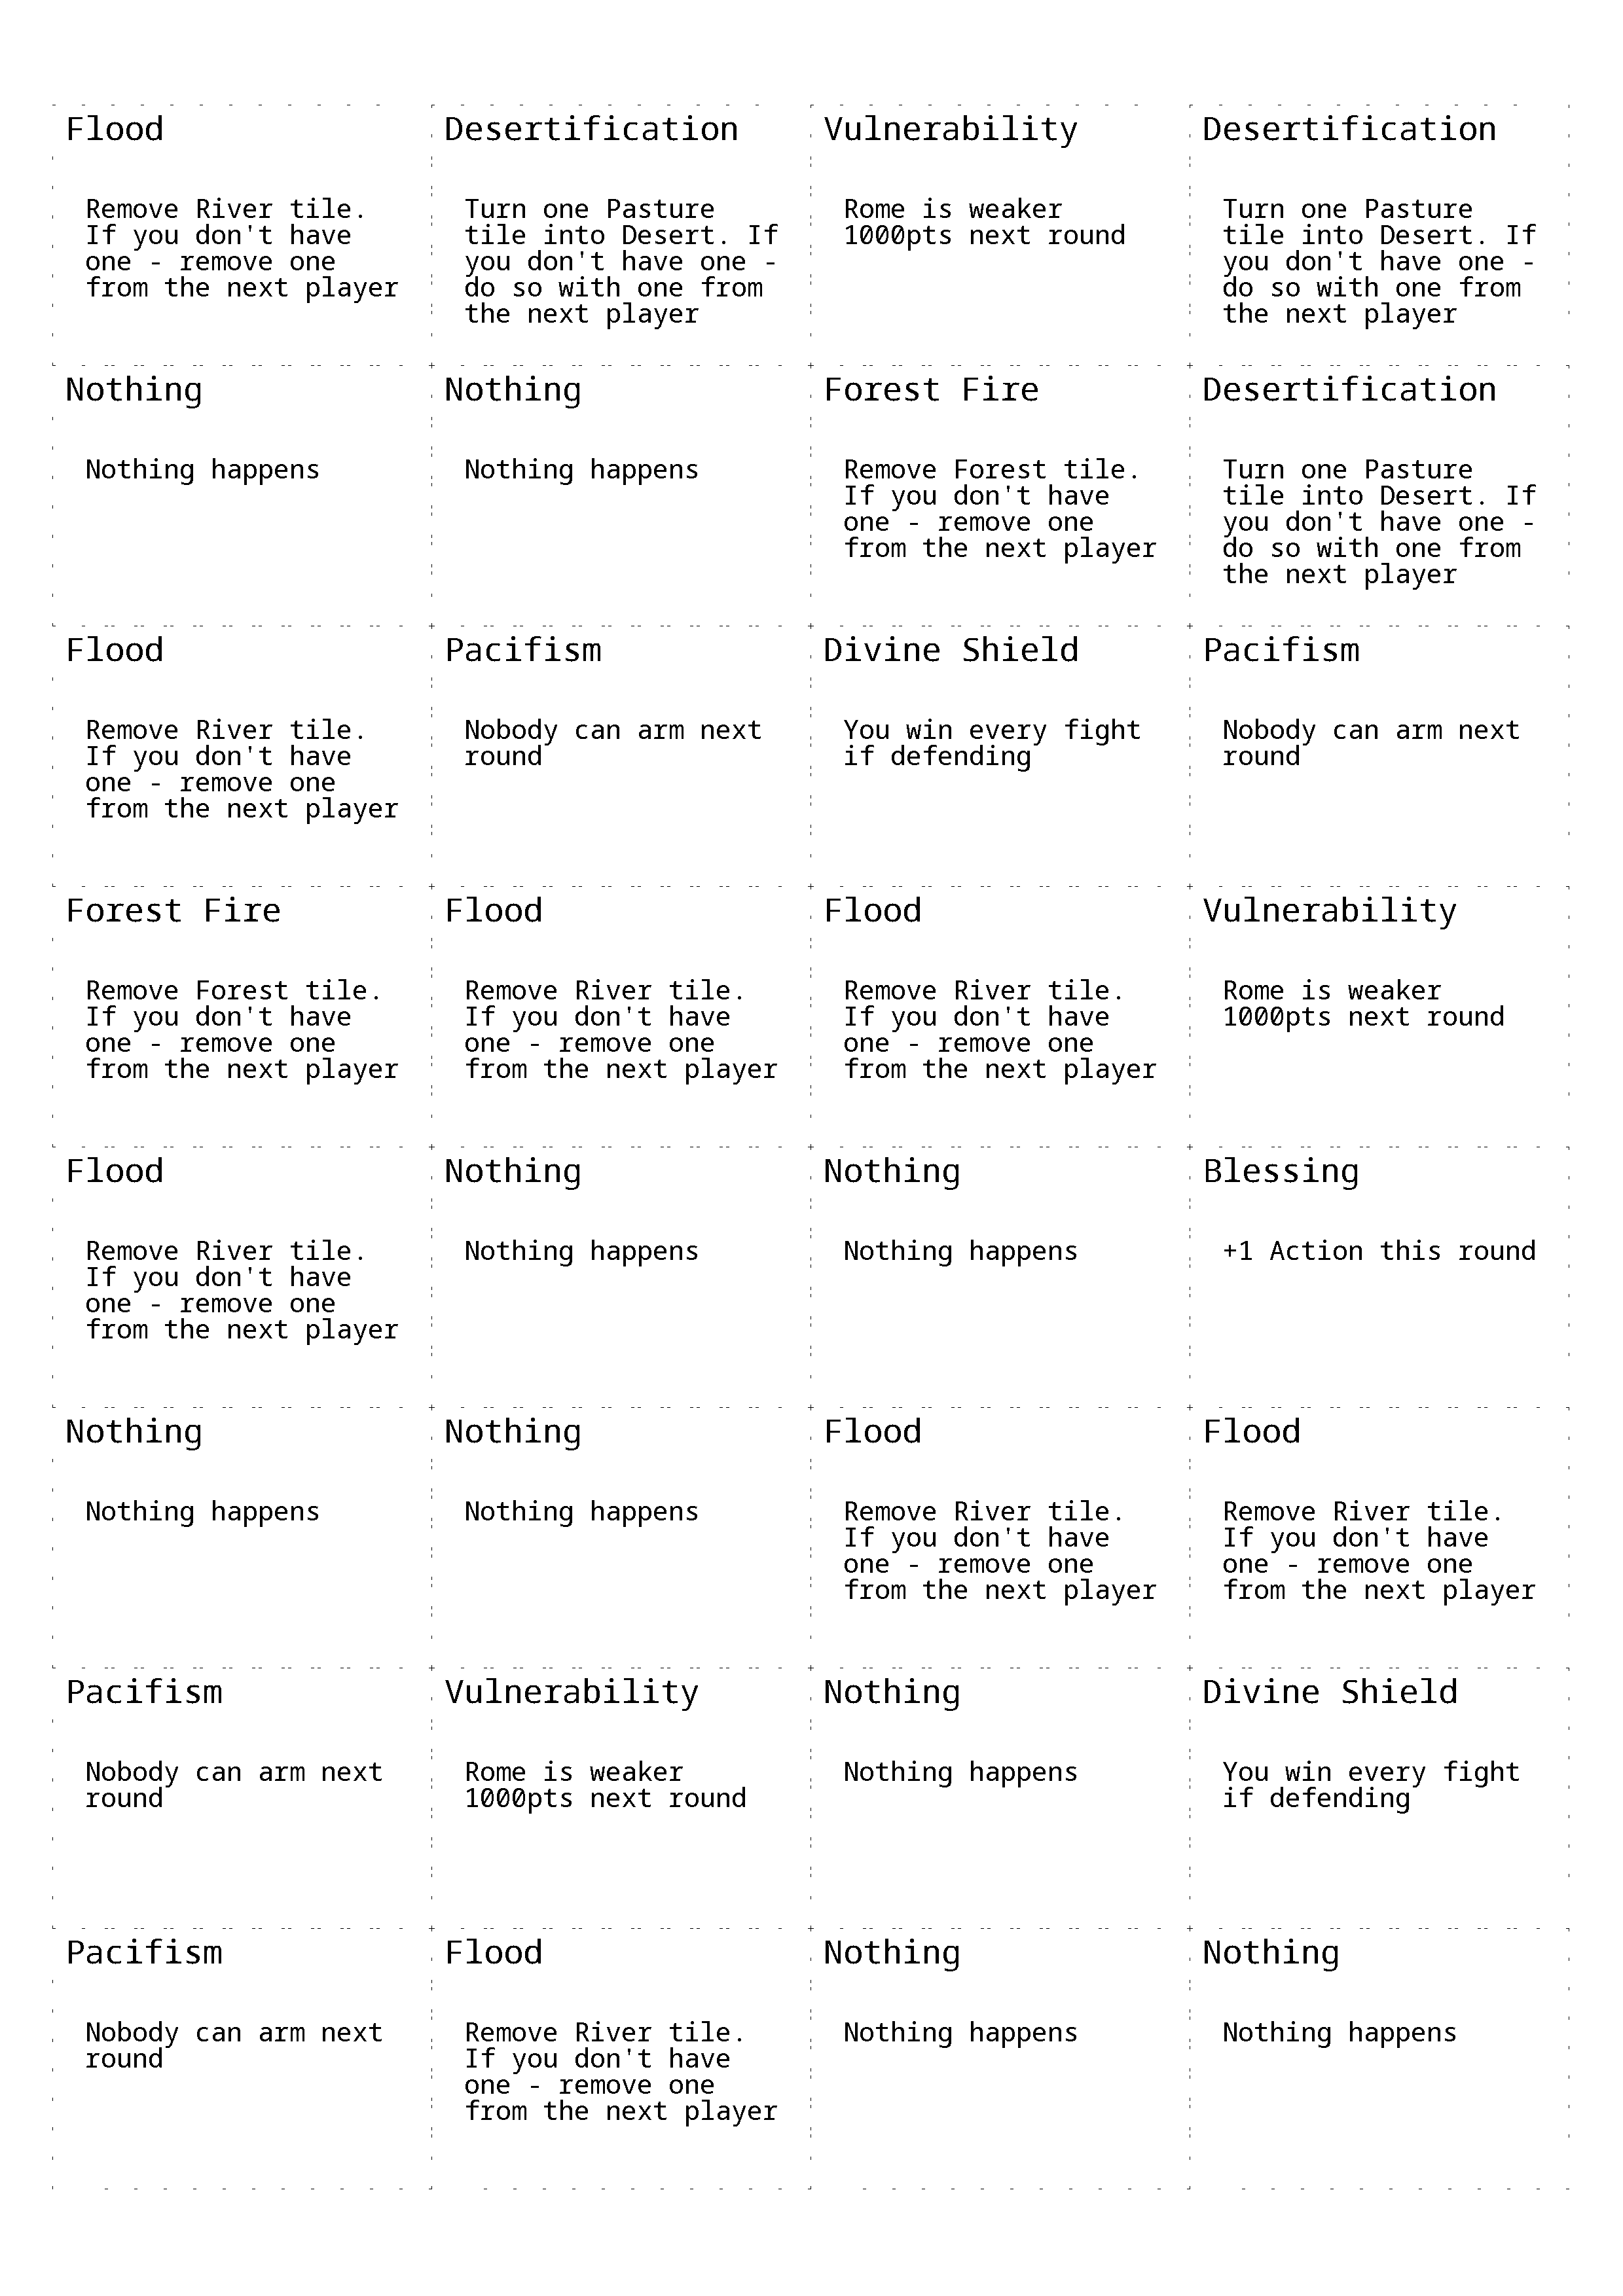 Flood
Remove River tile.
If you don't have
one - remove one
from the next player
Desertification
Turn one Pasture
tile into Desert. If
you don't have one -
do so with one from
the next player
Vulnerability
Rome is weaker
1000pts next round
Desertification
Turn one Pasture
tile into Desert. If
you don't have one -
do so with one from
the next player
Nothing
Nothing happens
Nothing
Nothing happens
Forest Fire
Remove Forest tile.
If you don't have
one - remove one
from the next player
Desertification
Turn one Pasture
tile into Desert. If
you don't have one -
do so with one from
the next player
Flood
Remove River tile.
If you don't have
one - remove one
from the next player
Pacifism
Nobody can arm next
round
Divine Shield
You win every fight
if defending
Pacifism
Nobody can arm next
round
Forest Fire
Remove Forest tile.
If you don't have
one - remove one
from the next player
Flood
Remove River tile.
If you don't have
one - remove one
from the next player
Flood
Remove River tile.
If you don't have
one - remove one
from the next player
Vulnerability
Rome is weaker
1000pts next round
Flood
Remove River tile.
If you don't have
one - remove one
from the next player
Nothing
Nothing happens
Nothing
Nothing happens
Blessing
+1 Action this round
Nothing
Nothing happens
Nothing
Nothing happens
Flood
Remove River tile.
If you don't have
one - remove one
from the next player
Flood
Remove River tile.
If you don't have
one - remove one
from the next player
Pacifism
Nobody can arm next
round
Vulnerability
Rome is weaker
1000pts next round
Nothing
Nothing happens
Divine Shield
You win every fight
if defending
Pacifism
Nobody can arm next
round
Flood
Remove River tile.
If you don't have
one - remove one
from the next player
Nothing
Nothing happens
Nothing
Nothing happens